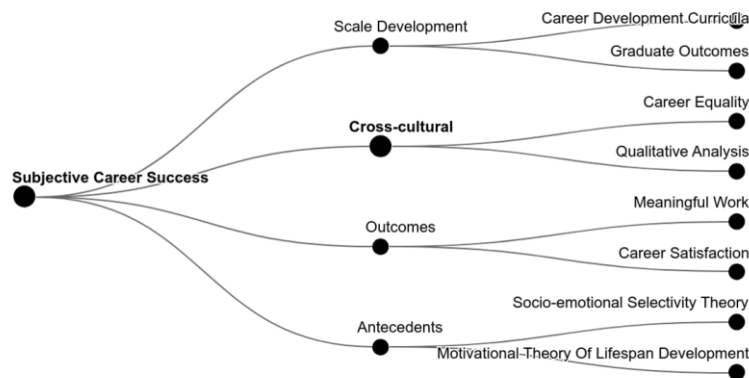 Scale Development
Career Development Curricula
Graduate Outcomes
Cross-cultural
Career Equality
Qualitative Analysis
Subjective Career Success
Outcomes
Meaningful Work
Career Satisfaction
Antecedents
Socio-emotional Selectivity Theory
Motivational Theory Of Lifespan Development